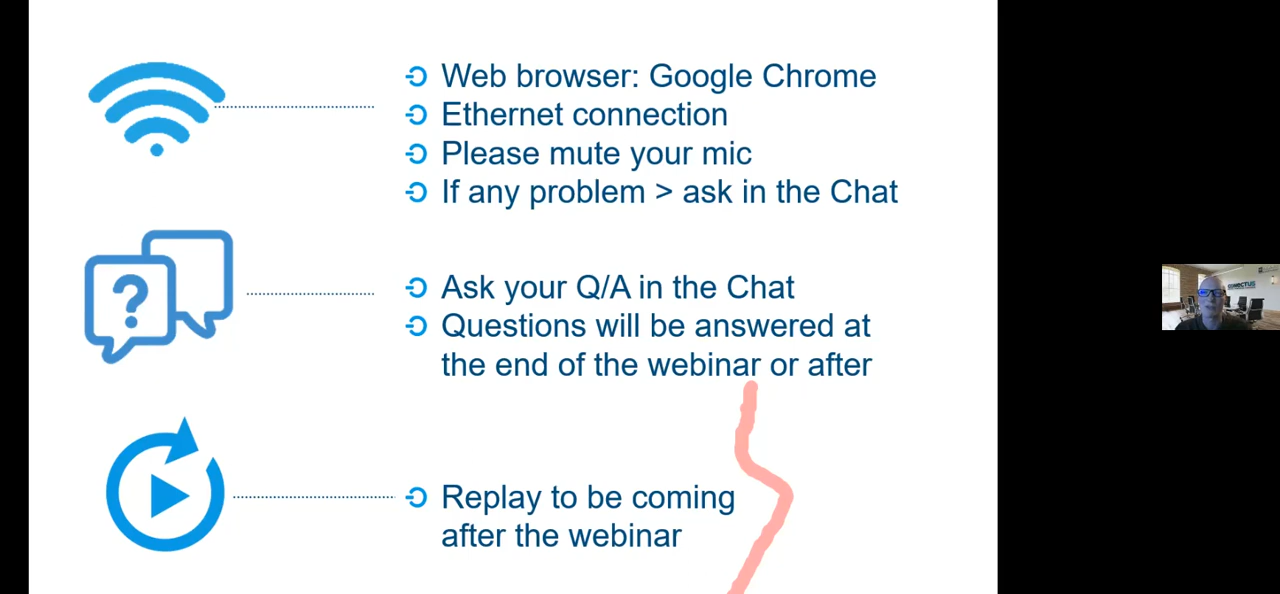 Web browser: Google Chrome
Ethernet connection
Please mute your mic
If any problem > ask in the Chat
?
Ask your Q/A in the Chat
Questions will be answered at
the end of the webinar or after
Replay to be coming
after the webinar